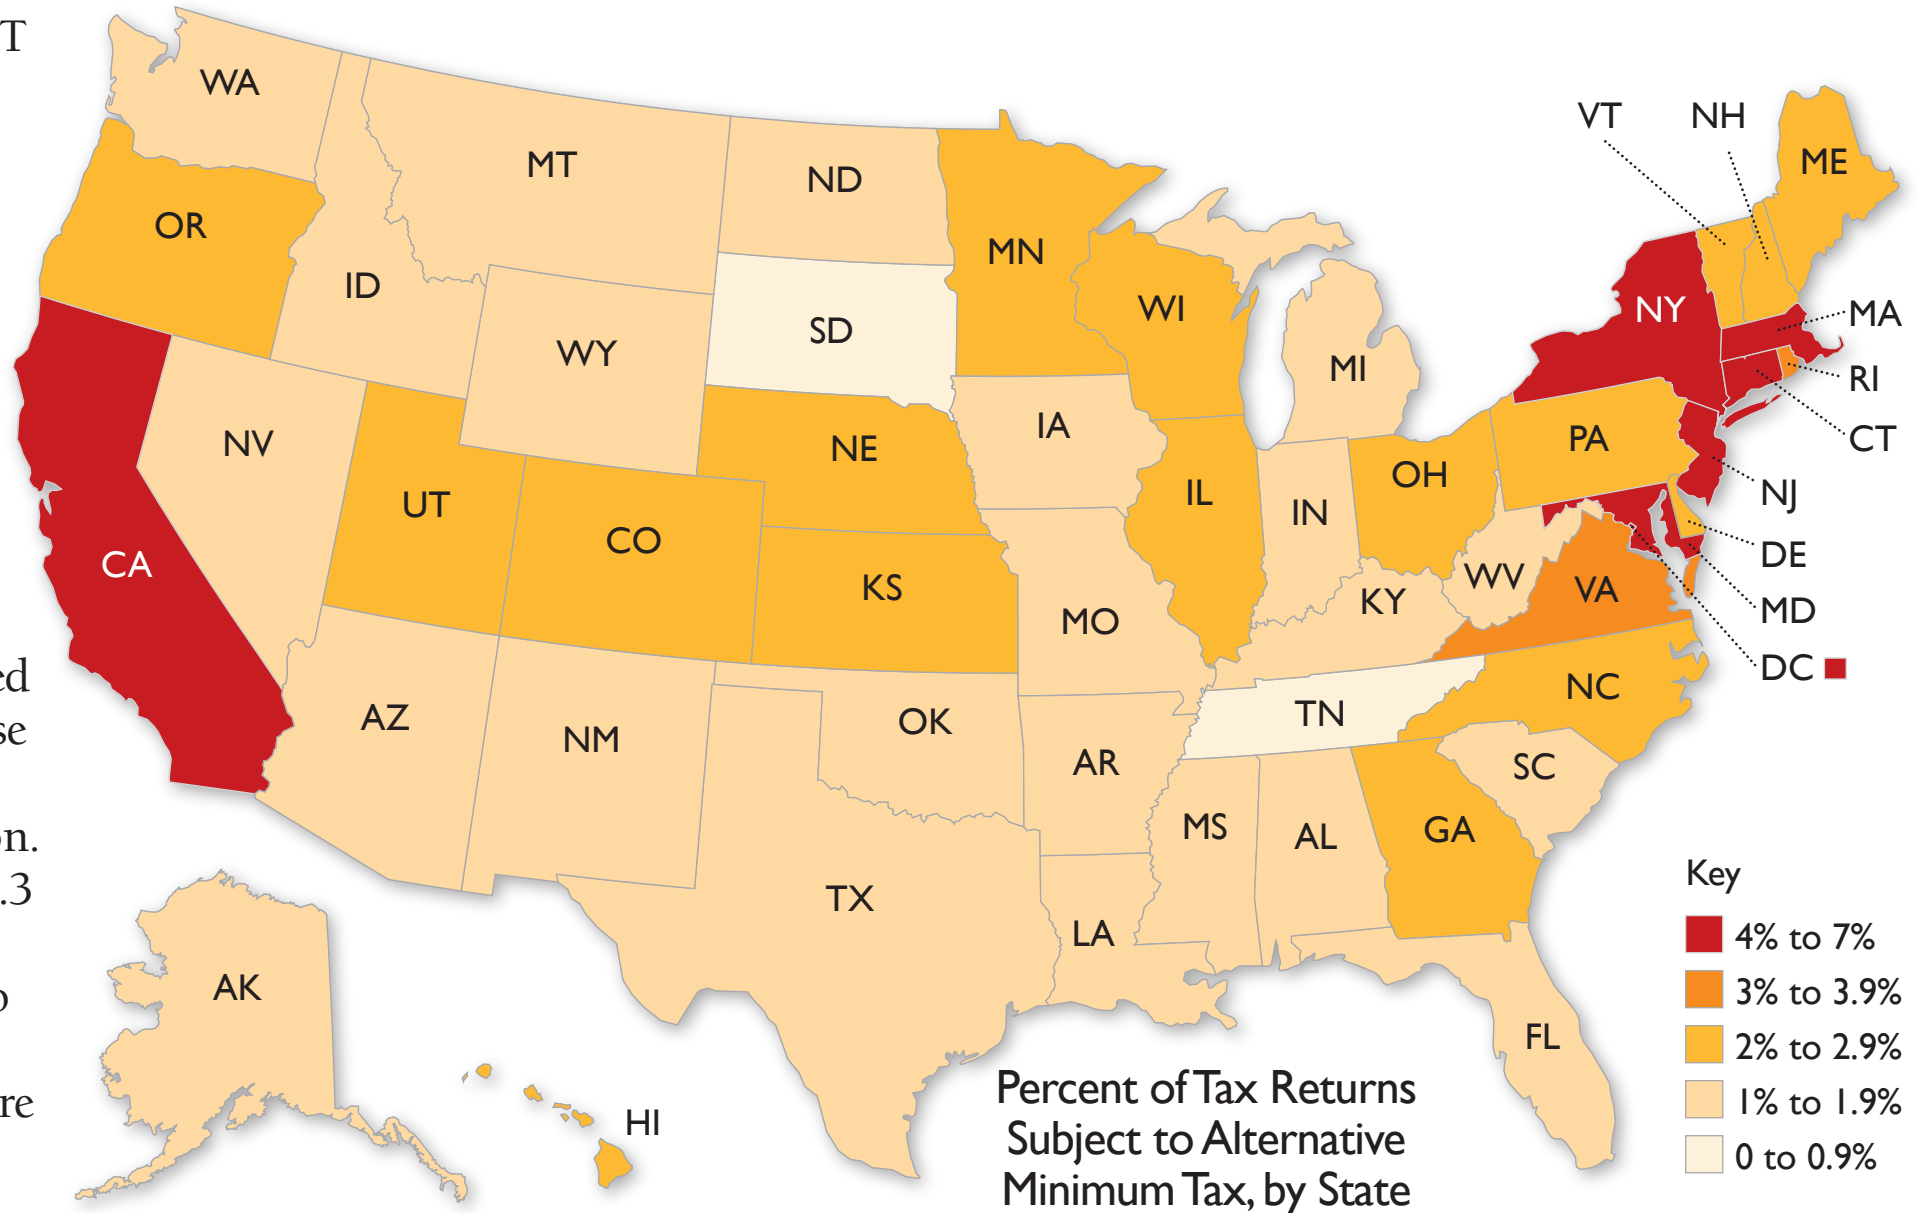 T
ed
se
on.
.3
o
re
WA
MT
ND
MN
OR
ID
SD
WI
WY
MI
NV
UT
NE
IA
IL
IN
OH
PA
NY
VT
NH
ME
MA
RI
CT
NJ
DE
MD
DC
CA
CO
KS
MO
KY
WV
VA
AZ
NM
OK
AR
TN
NC
SC
MS
AL
GA
TX
LA
FL
AK
HI
Key
4% to 7%
3% to 3.9%
2% to 2.9%
1% to 1.9%
0 to 0.9%
Percent of Tax Returns
Subject to Alternative
Minimum Tax, by State